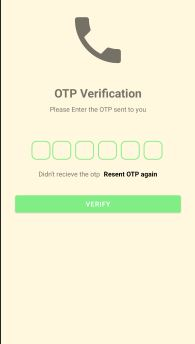 OTP Verification
Please Enter the OTP sent to you
Didn't recieve the otp Resent OTP again
VERIFY